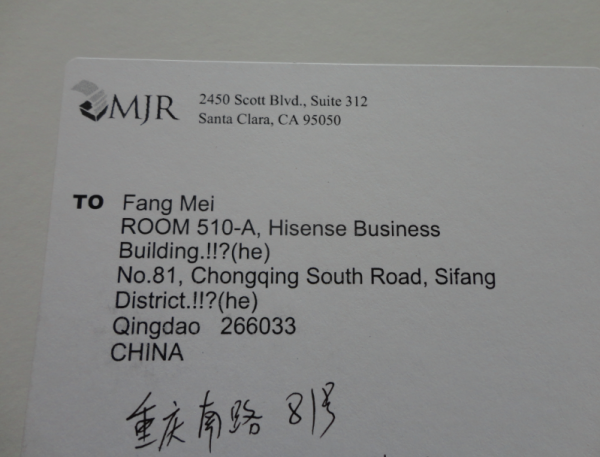 MJR
2450 Scott Blvd., Suite 312
Santa Clara, CA 95050
TO Fang Mei
ROOM 510-A, Hisense Business
Building.!!?(he)
No.81, Chongqing South Road, Sifang
District.!!?(he)
Qingdao 266033
CHINA
重庆南路 81号